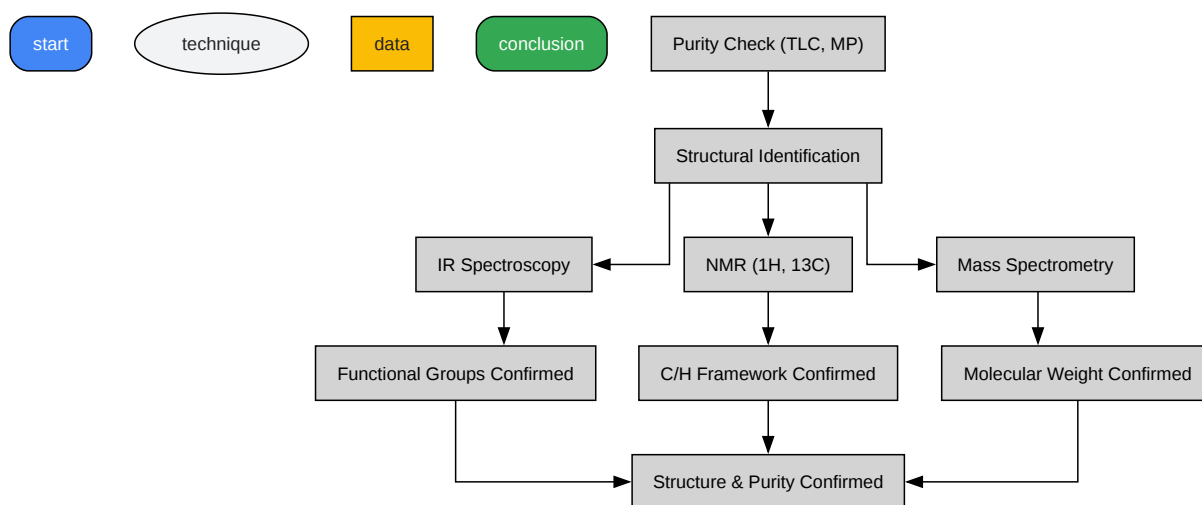 start
technique
data
conclusion
Purity Check (TLC, MP)
Structural Identification
IR Spectroscopy
NMR (1H, 13C)
Mass Spectrometry
Functional Groups Confirmed
C/H Framework Confirmed
Molecular Weight Confirmed
Structure & Purity Confirmed